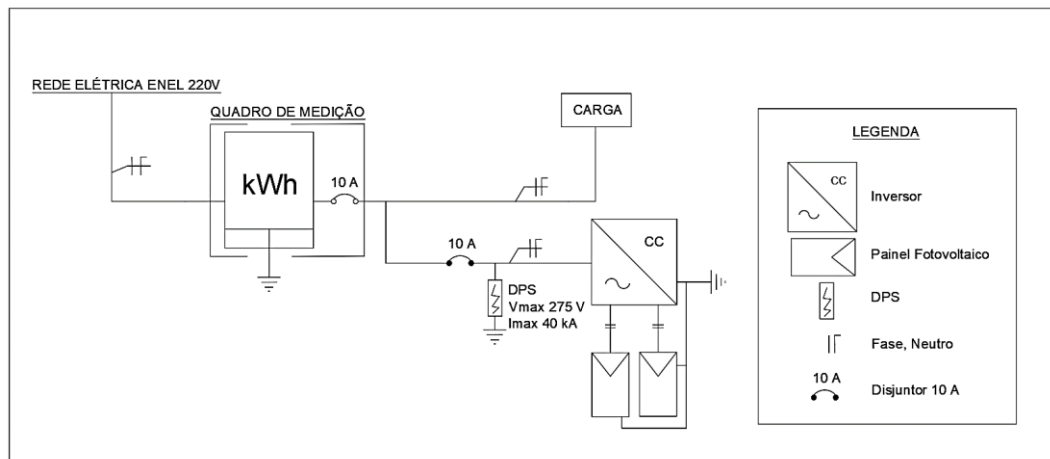 REDE ELÉTRICA ENEL 220V
QUADRO DE MEDIÇÃO
kWh
10 A
CARGA
10 A
DPS
Vmax 275 V
Imax 40 kA
CC
LEGENDA
CC
Inversor
Painel Fotovoltaico
DPS
Fase, Neutro
10 A
Disjuntor 10 A